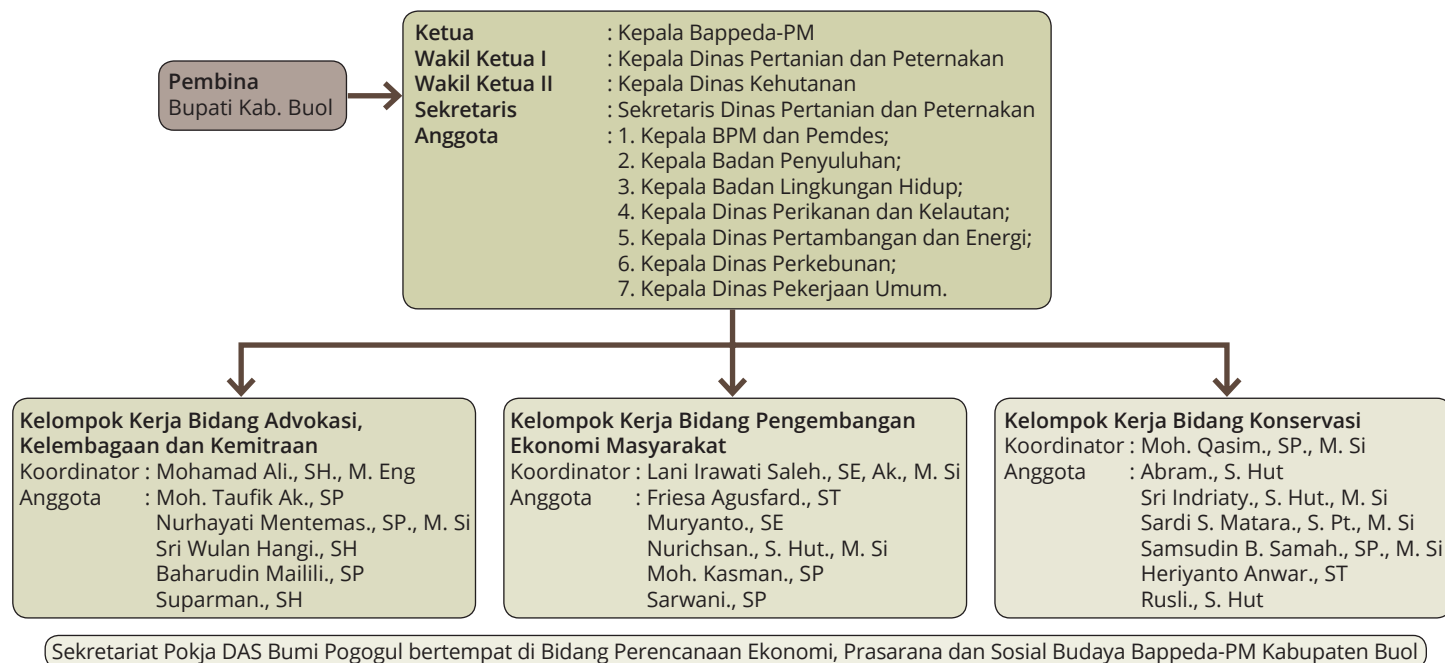 Pembina
Bupati Kab. Buol
Ketua : Kepala Bappeda-PM
Wakil Ketua I : Kepala Dinas Pertanian dan Peternakan
Wakil Ketua II : Kepala Dinas Kehutanan
Sekretaris : Sekretaris Dinas Pertanian dan Peternakan
Anggota : 1. Kepala BPM dan Pemdes;
2. Kepala Badan Penyuluhan;
3. Kepala Badan Lingkungan Hidup;
4. Kepala Dinas Perikanan dan Kelautan;
5. Kepala Dinas Pertambangan dan Energi;
6. Kepala Dinas Perkebunan;
7. Kepala Dinas Pekerjaan Umum.
Kelompok Kerja Bidang Advokasi,
Kelembagaan dan Kemitraan
Koordinator : Mohamad Ali., SH., M. Eng
Anggota : Moh. Taufik Ak., SP
Nurhayati Mentemas., SP., M. Si
Sri Wulan Hangi., SH
Baharudin Mailili., SP
Suparman., SH
Kelompok Kerja Bidang Pengembangan
Ekonomi Masyarakat
Koordinator : Lani Irawati Saleh., SE, Ak., M. Si
Anggota : Friesa Agusfard., ST
Muryanto., SE
Nurichsan., S. Hut., M. Si
Moh. Kasman., SP
Sarwani., SP
Kelompok Kerja Bidang Konservasi
Koordinator : Moh. Qasim., SP., M. Si
Anggota : Abram., S. Hut
Sri Indriaty., S. Hut., M. Si
Sardi S. Matara., S. Pt., M. Si
Samsudin B. Samah., SP., M. Si
Heriyanto Anwar., ST
Rusli., S. Hut
Sekretariat Pokja DAS Bumi Pogogul bertempat di Bidang Perencanaan Ekonomi, Prasarana dan Sosial Budaya Bappeda-PM Kabupaten Buol